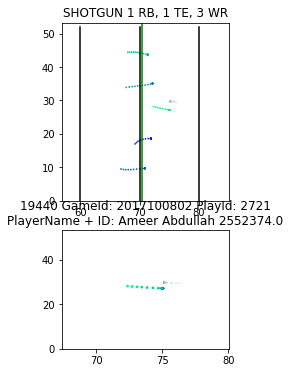 SHOTGUN 1 RB, 1 TE, 3 WR
50
40
30
20
10
0
60 70 80
19440 GameId: 2017100802 PlayId: 2721
PlayerName + ID: Ameer Abdullah 2552374.0
40
20
0
70 75 80